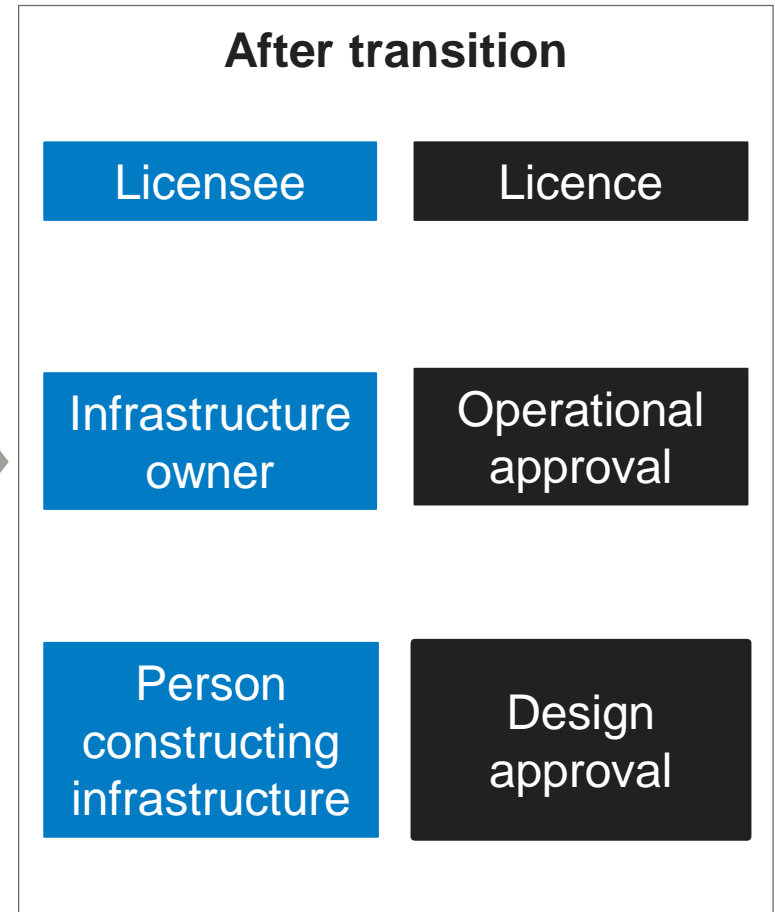 After transition
Licensee
Licence
Infrastructure
owner
Operational
approval
Person
constructing
infrastructure
Design
approval